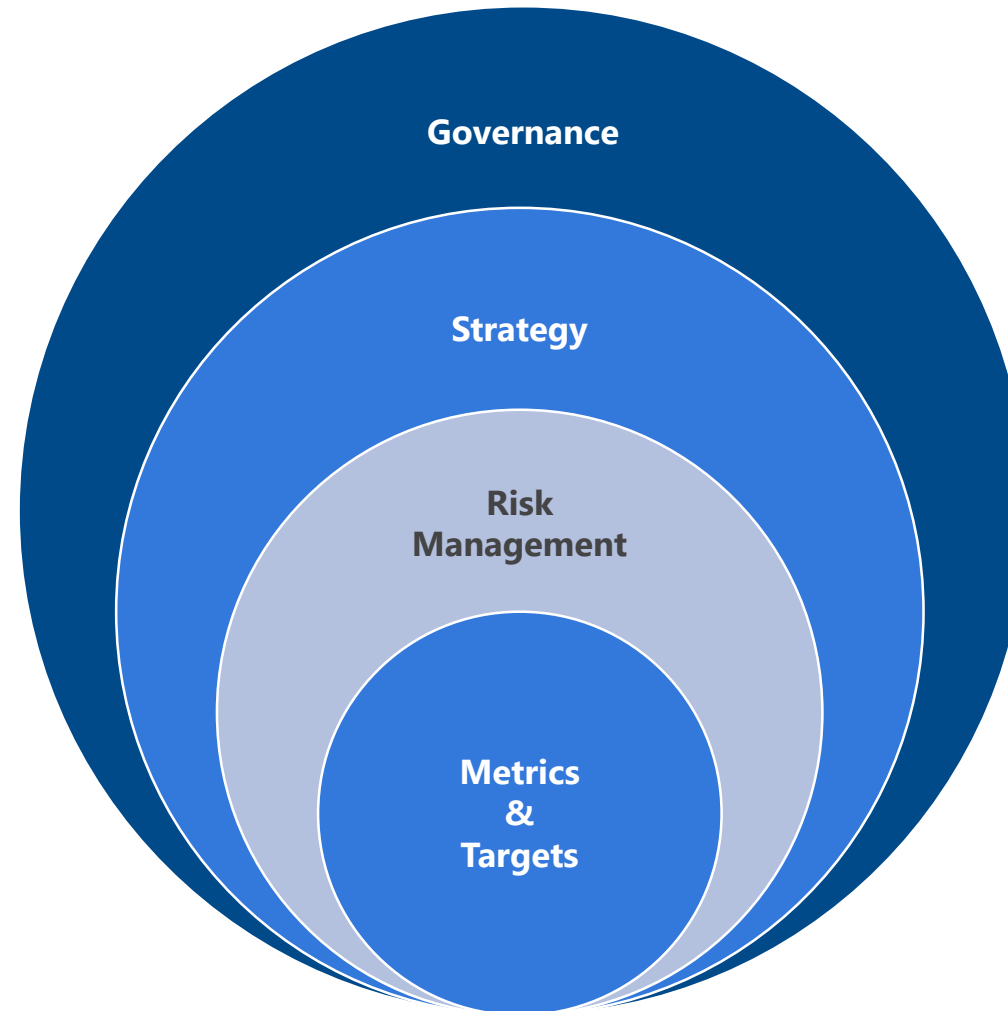 Governance
Strategy
Risk
Management
Metrics
&
Targets